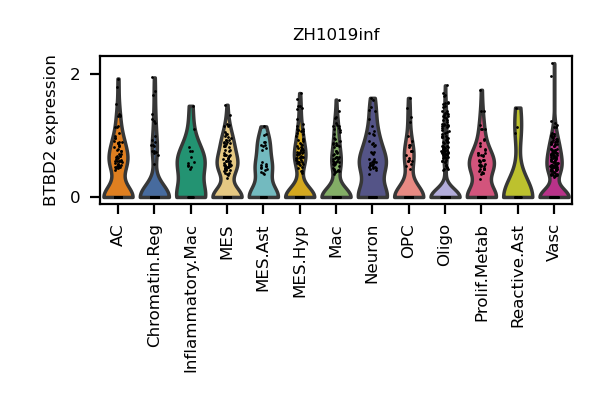 ZH1019inf
BTBD2 expression
2
0
AC
Chromatin.Reg
Inflammatory.Mac
MES
MES.Ast
MES.Hyp
Mac
Neuron
OPC
Oligo
Prolif.Metab
Reactive.Ast
Vasc